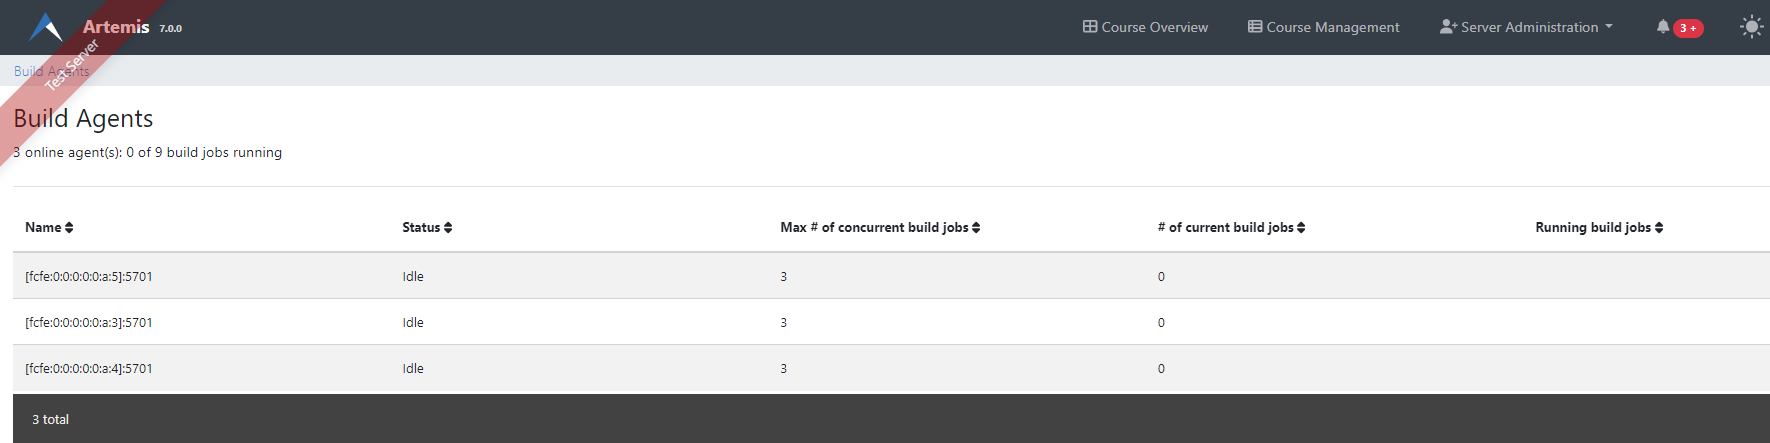 Artemis 7.0.0 Course Overview Course Management Server Administration 3 +
Test Server
Build Agents
Build Agents
3 online agent(s): 0 of 9 build jobs running
Name Status Max # of concurrent build jobs # of current build jobs Running build jobs
[fcfe:0:0:0:0:0:a:5]:5701 Idle 3 0
[fcfe:0:0:0:0:0:a:3]:5701 Idle 3 0
[fcfe:0:0:0:0:0:a:4]:5701 Idle 3 0
3 total